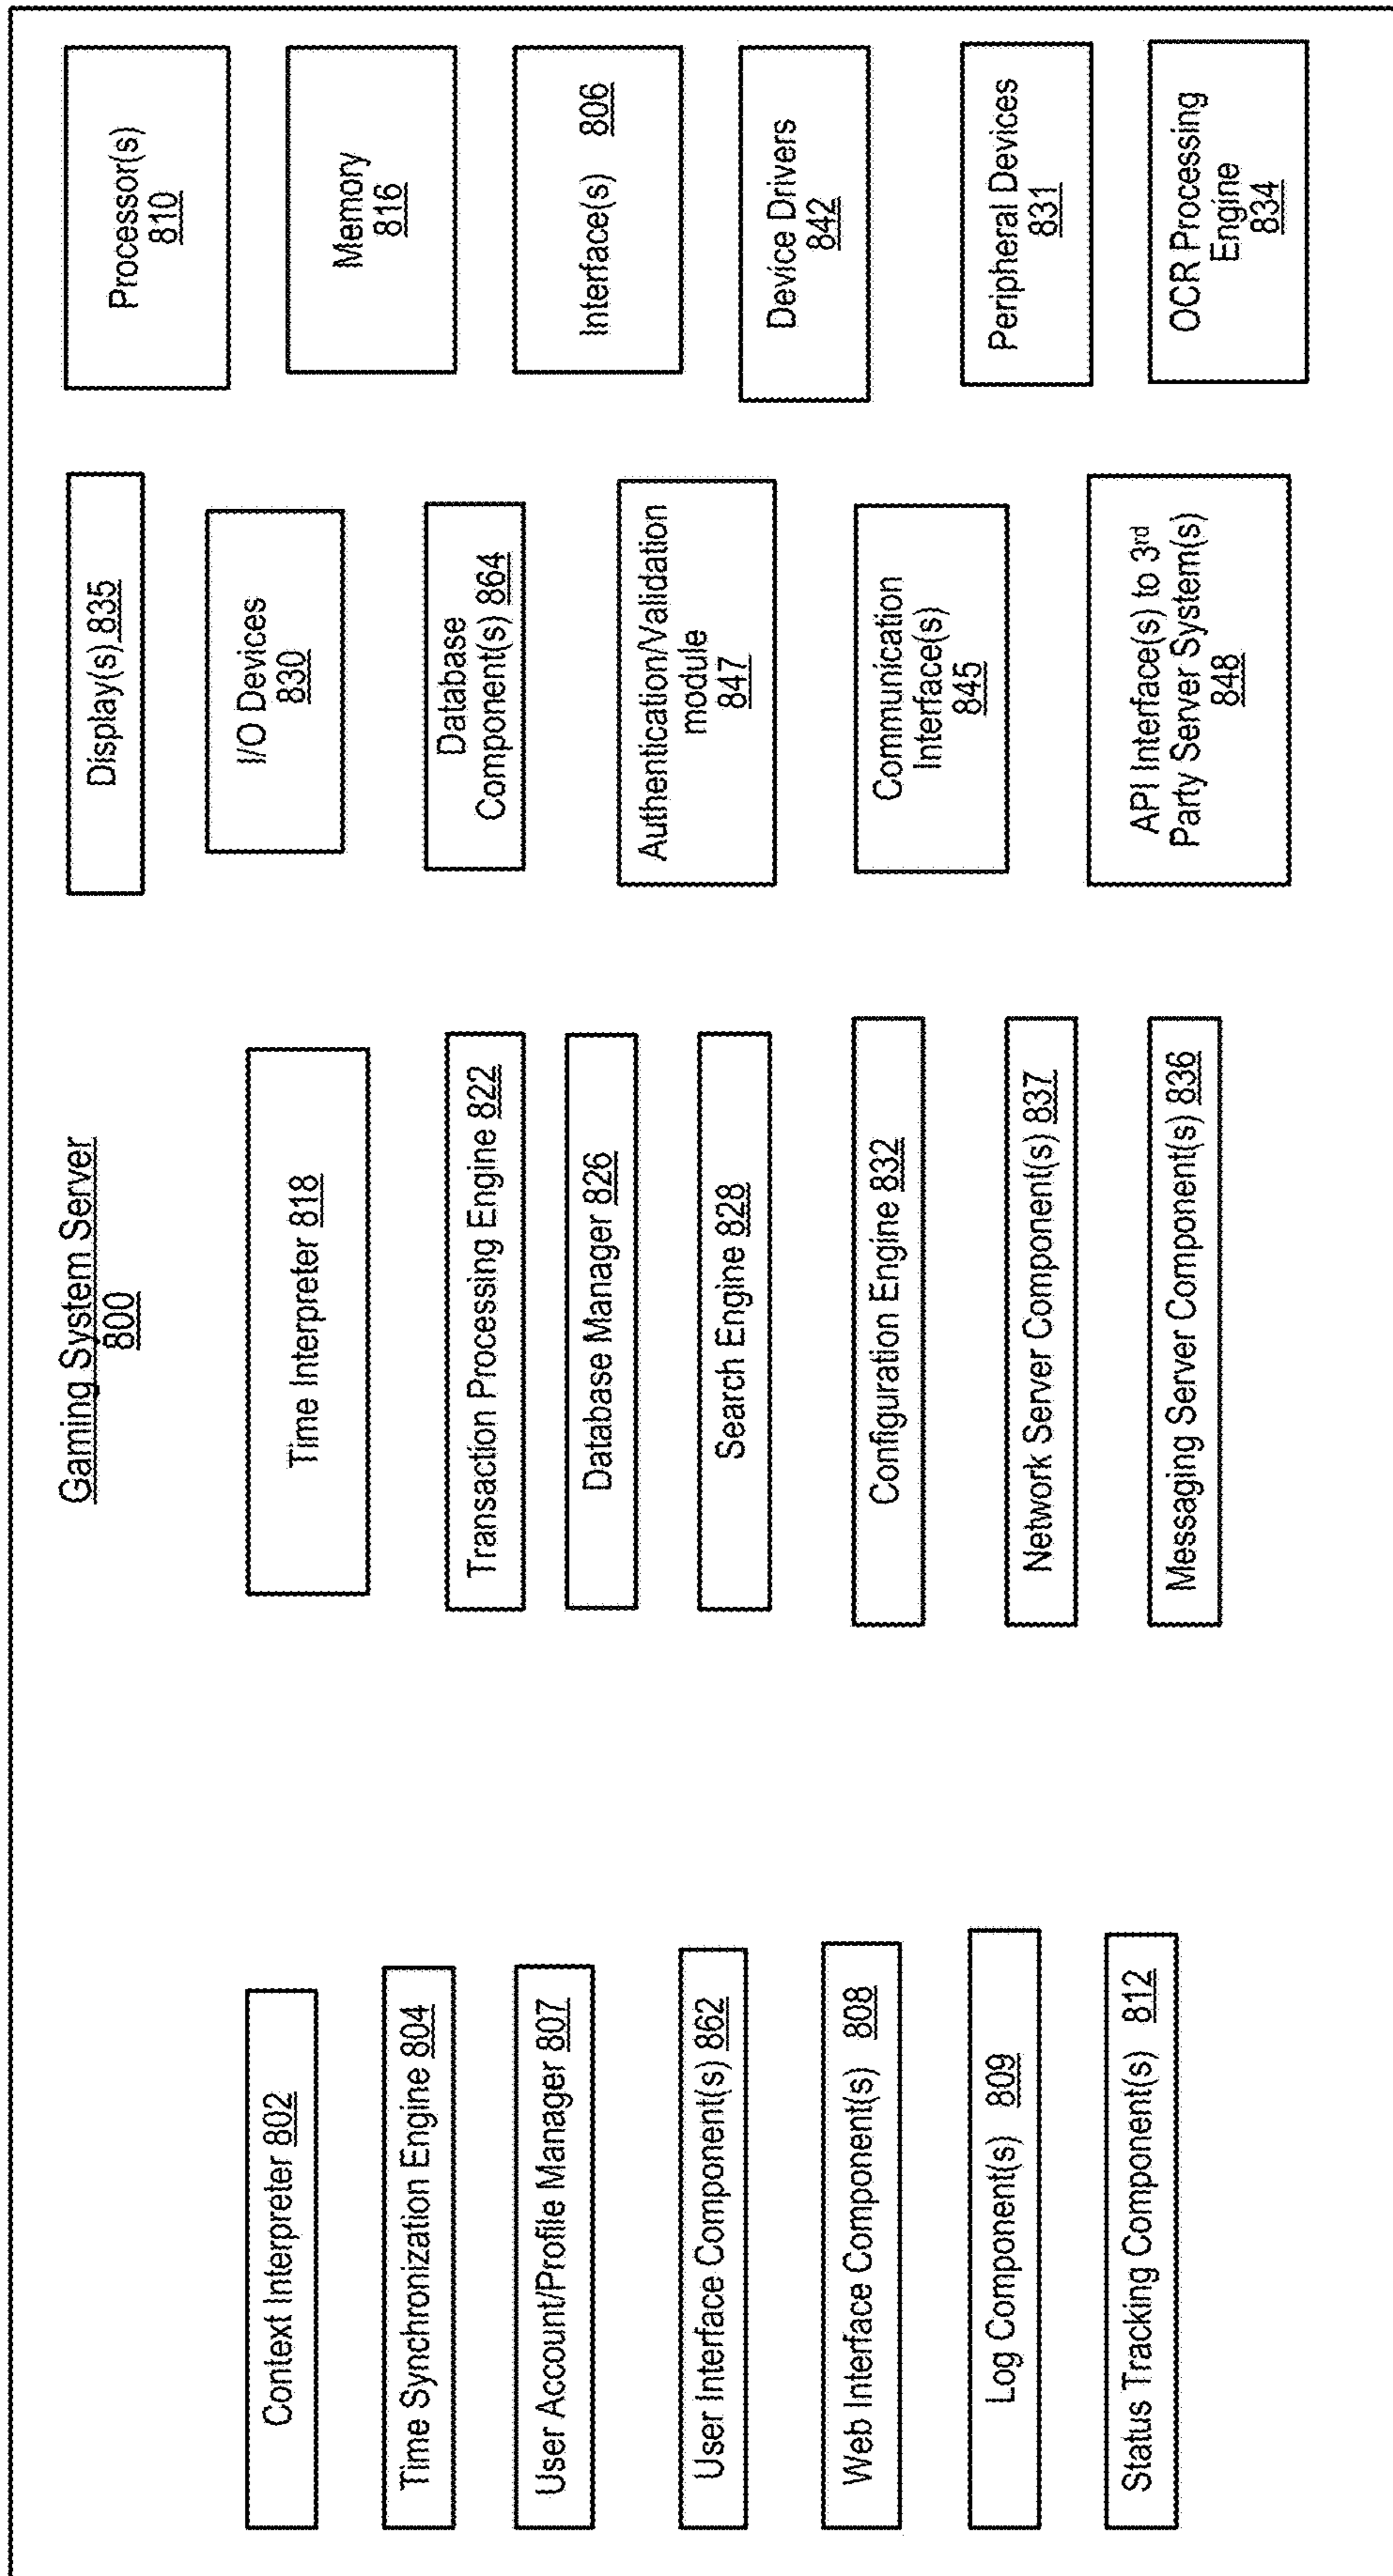 Gaming System Server
800
Context Interpreter 802
Time Synchronization Engine 804
User Account/Profile Manager 807
User Interface Component(s) 862
Web Interface Component(s) 808
Log Component(s) 809
Status Tracking Component(s) 812
Time Interpreter 818
Transaction Processing Engine 822
Database Manager 826
Search Engine 828
Configuration Engine 832
Network Server Component(s) 837
Messaging Server Component(s) 836
Display(s) 835
I/O Devices
830
Database
Component(s) 864
Authentication/Validation
module
847
Communication
Interface(s)
845
API Interface(s) to 3rd
Party Server System(s)
848
Processor(s)
810
Memory
816
Interface(s) 806
Device Drivers
842
Peripheral Devices
831
OCR Processing
Engine
834